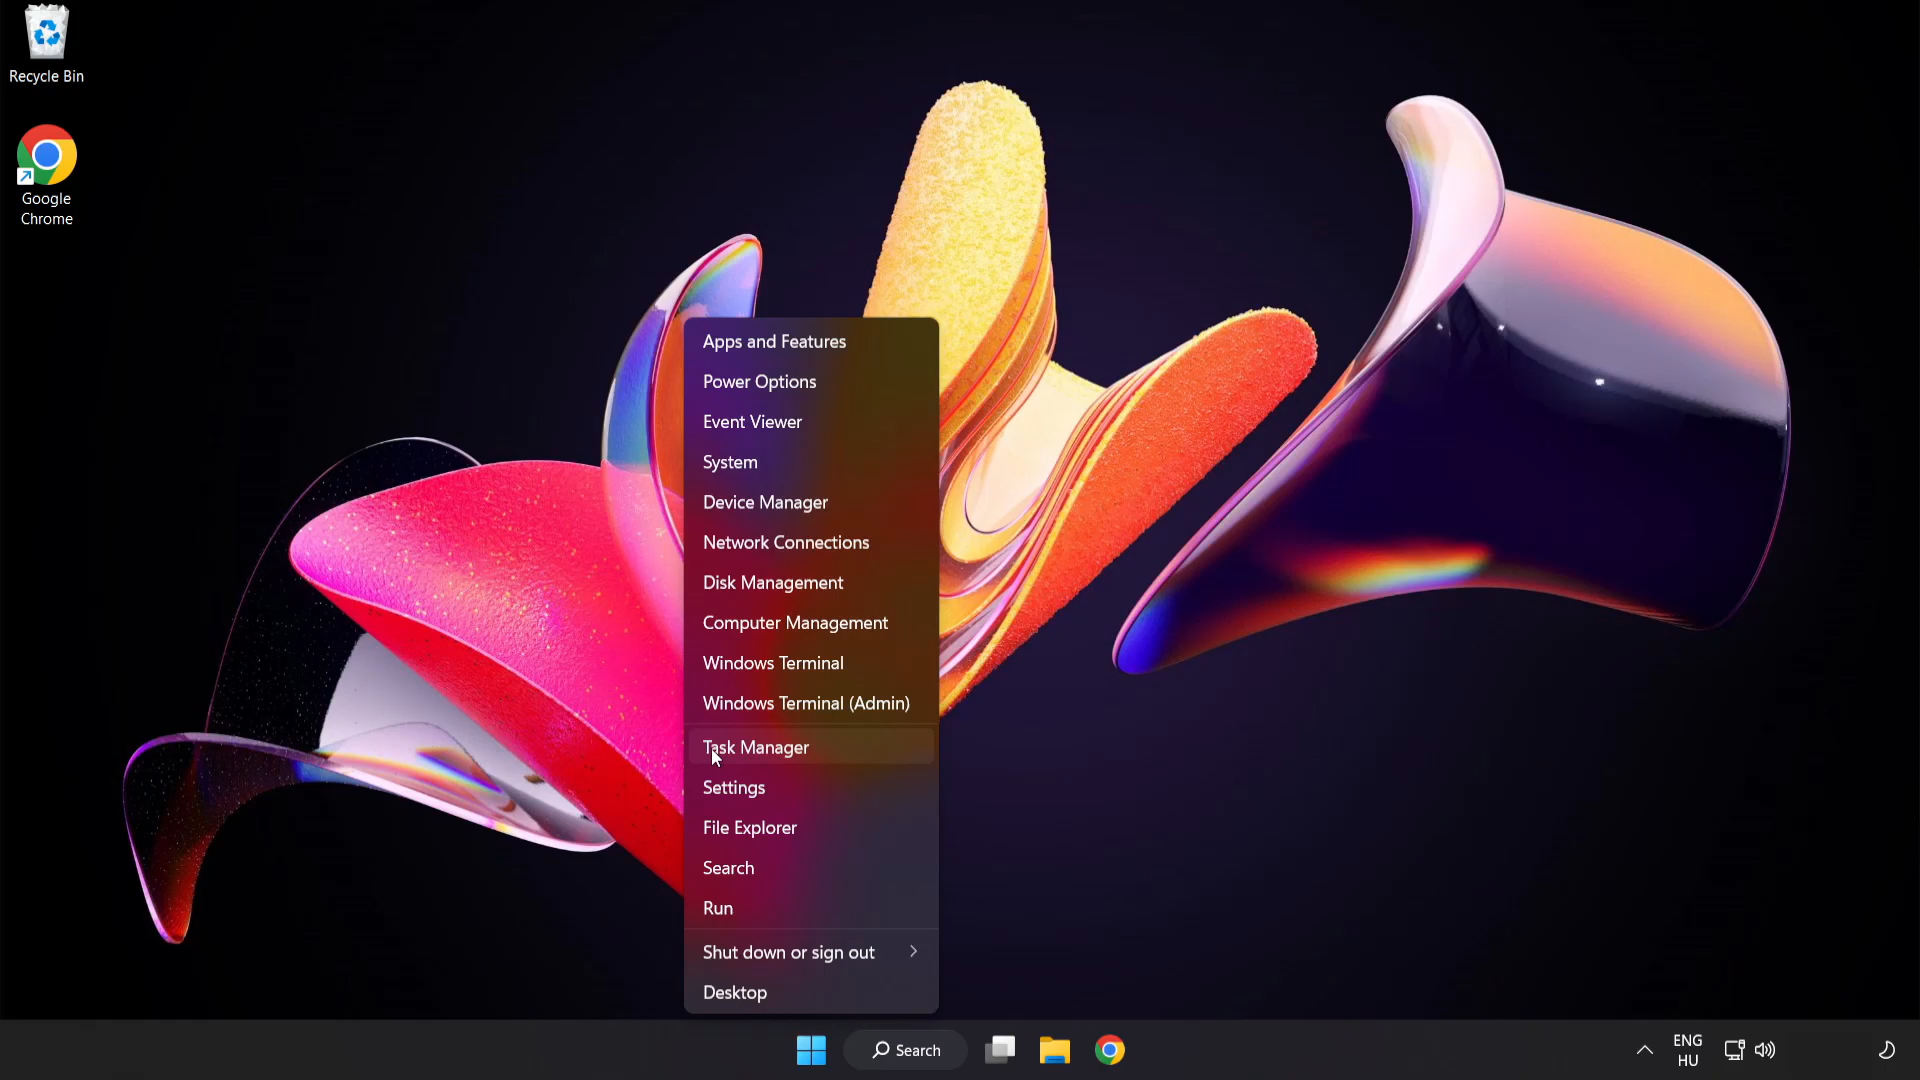 Recycle Bin
Google
Chrome
Apps and Features
Power Options
Event Viewer
System
Device Manager
Network Connections
Disk Management
Computer Management
Windows Terminal
Windows Terminal (Admin)
Task Manager
Settings
File Explorer
Search
Run
Shut down or sign out
Desktop
Search
ENG
HU